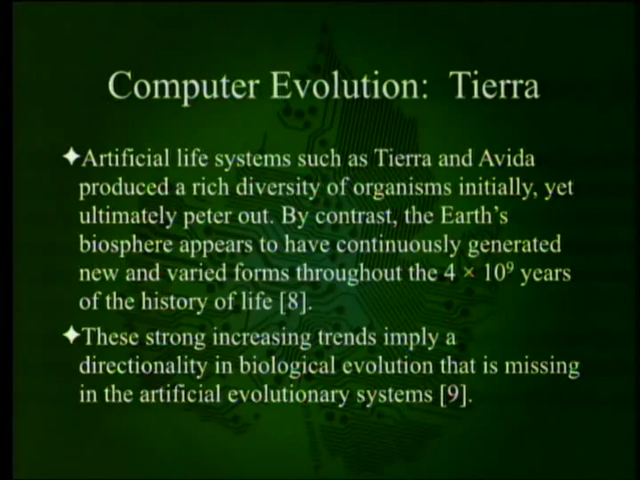 Computer Evolution: Tierra
✦Artificial life systems such as Tierra and Avida
produced a rich diversity of organisms initially, yet
ultimately peter out. By contrast, the Earth's
biosphere appears to have continuously generated
new and varied forms throughout the 4 × 10⁹ years
of the history of life [8].
✦These strong increasing trends imply a
directionality in biological evolution that is missing
in the artificial evolutionary systems [9].